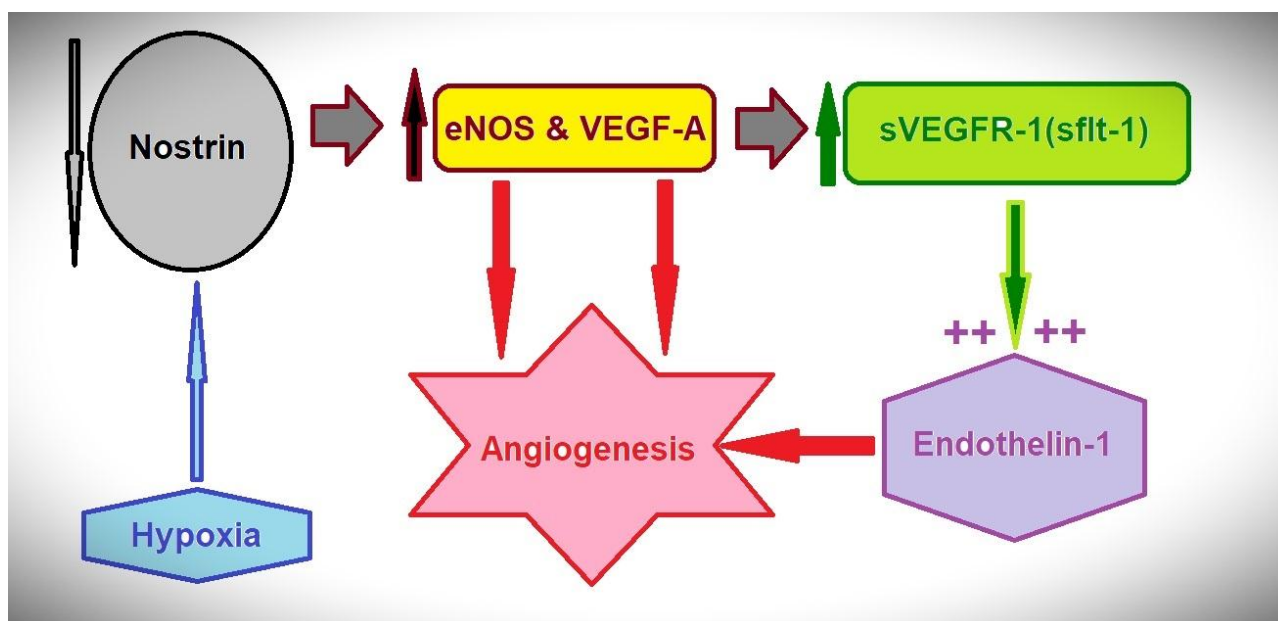 Nostrin
eNOS & VEGF-A
sVEGFR-1(sflt-1)
++ ++
Angiogenesis
Endothelin-1
Hypoxia